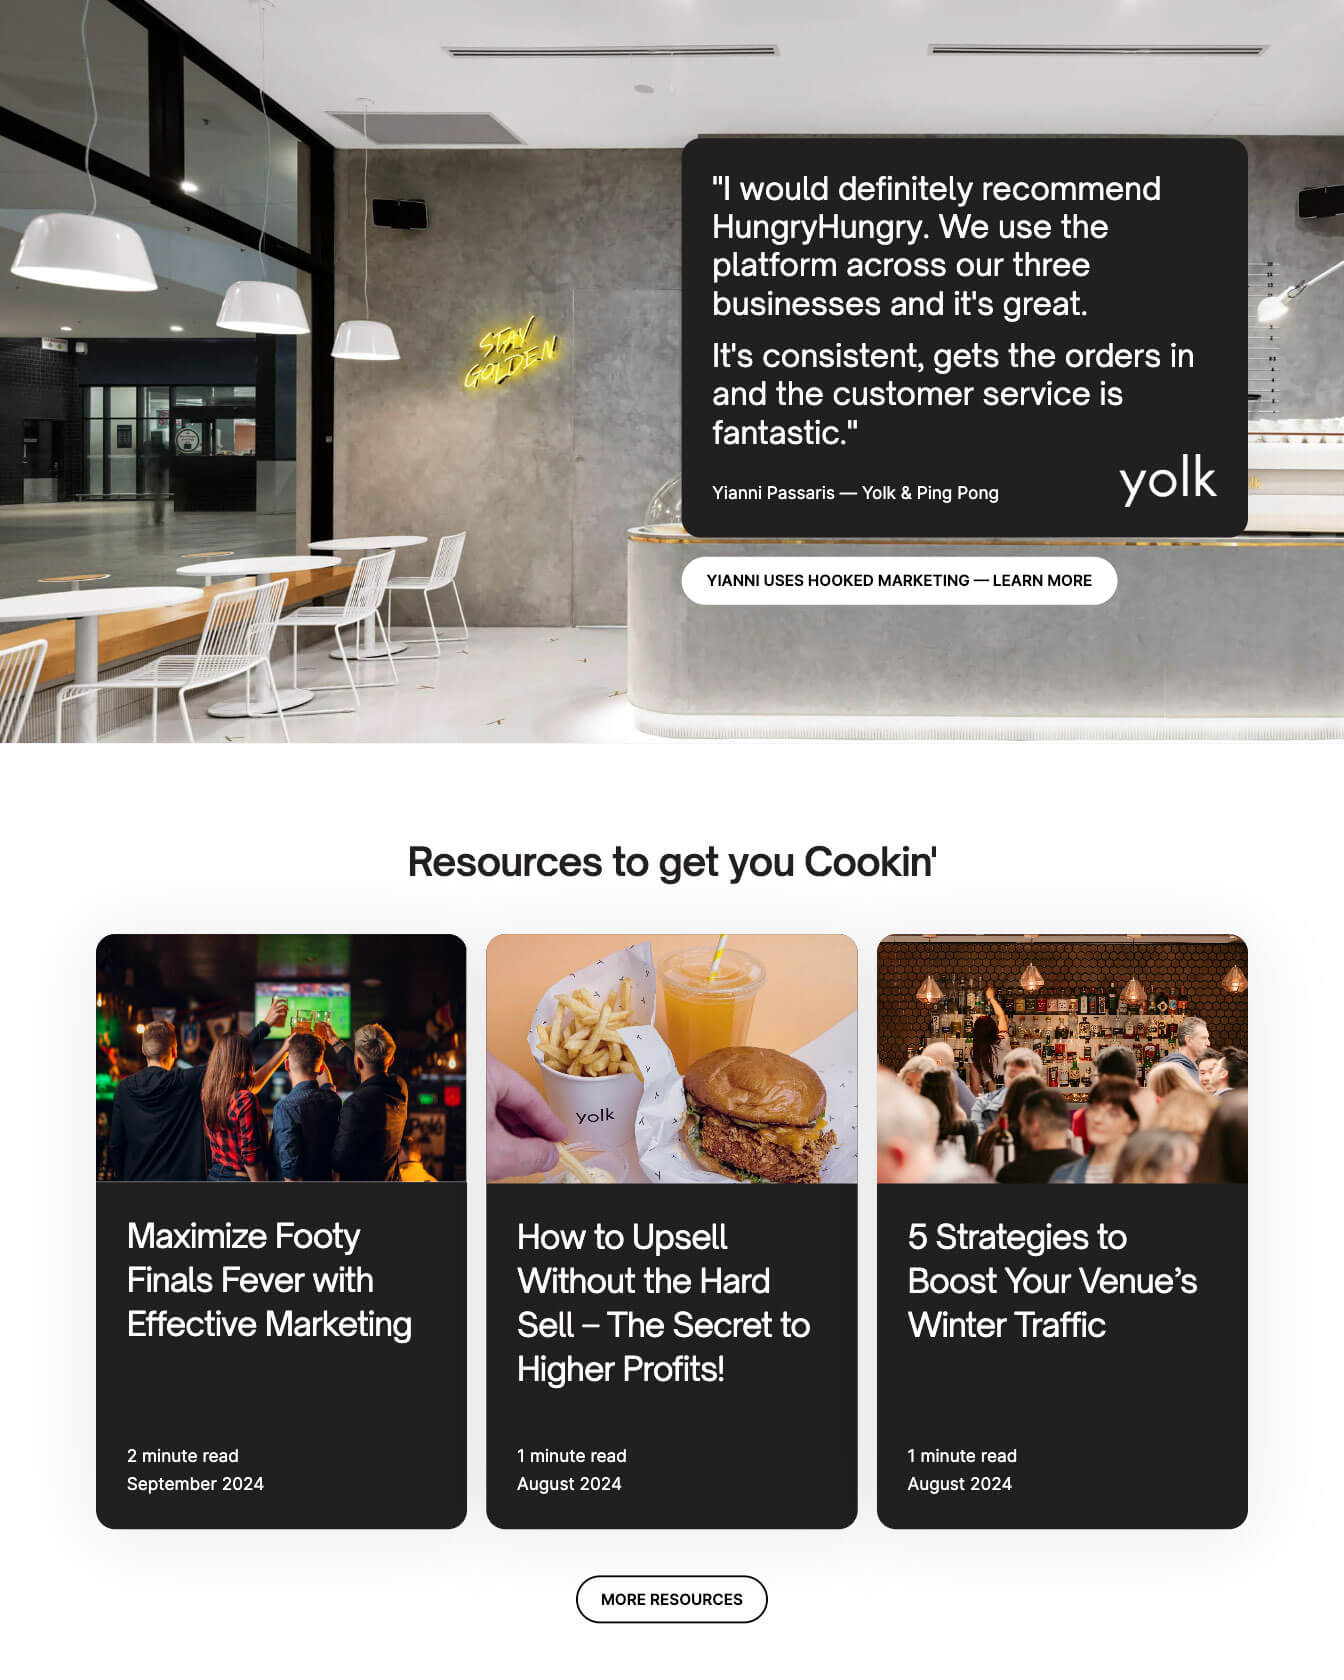 STAY
GOLDEN
"I would definitely recommend
HungryHungry. We use the
platform across our three
businesses and it's great.
It's consistent, gets the orders in
and the customer service is
fantastic."
Yianni Passaris — Yolk & Ping Pong
yolk
YIANNI USES HOOKED MARKETING — LEARN MORE
Resources to get you Cookin'
yolk
Maximize Footy
Finals Fever with
Effective Marketing
2 minute read
September 2024
How to Upsell
Without the Hard
Sell – The Secret to
Higher Profits!
1 minute read
August 2024
5 Strategies to
Boost Your Venue’s
Winter Traffic
1 minute read
August 2024
MORE RESOURCES